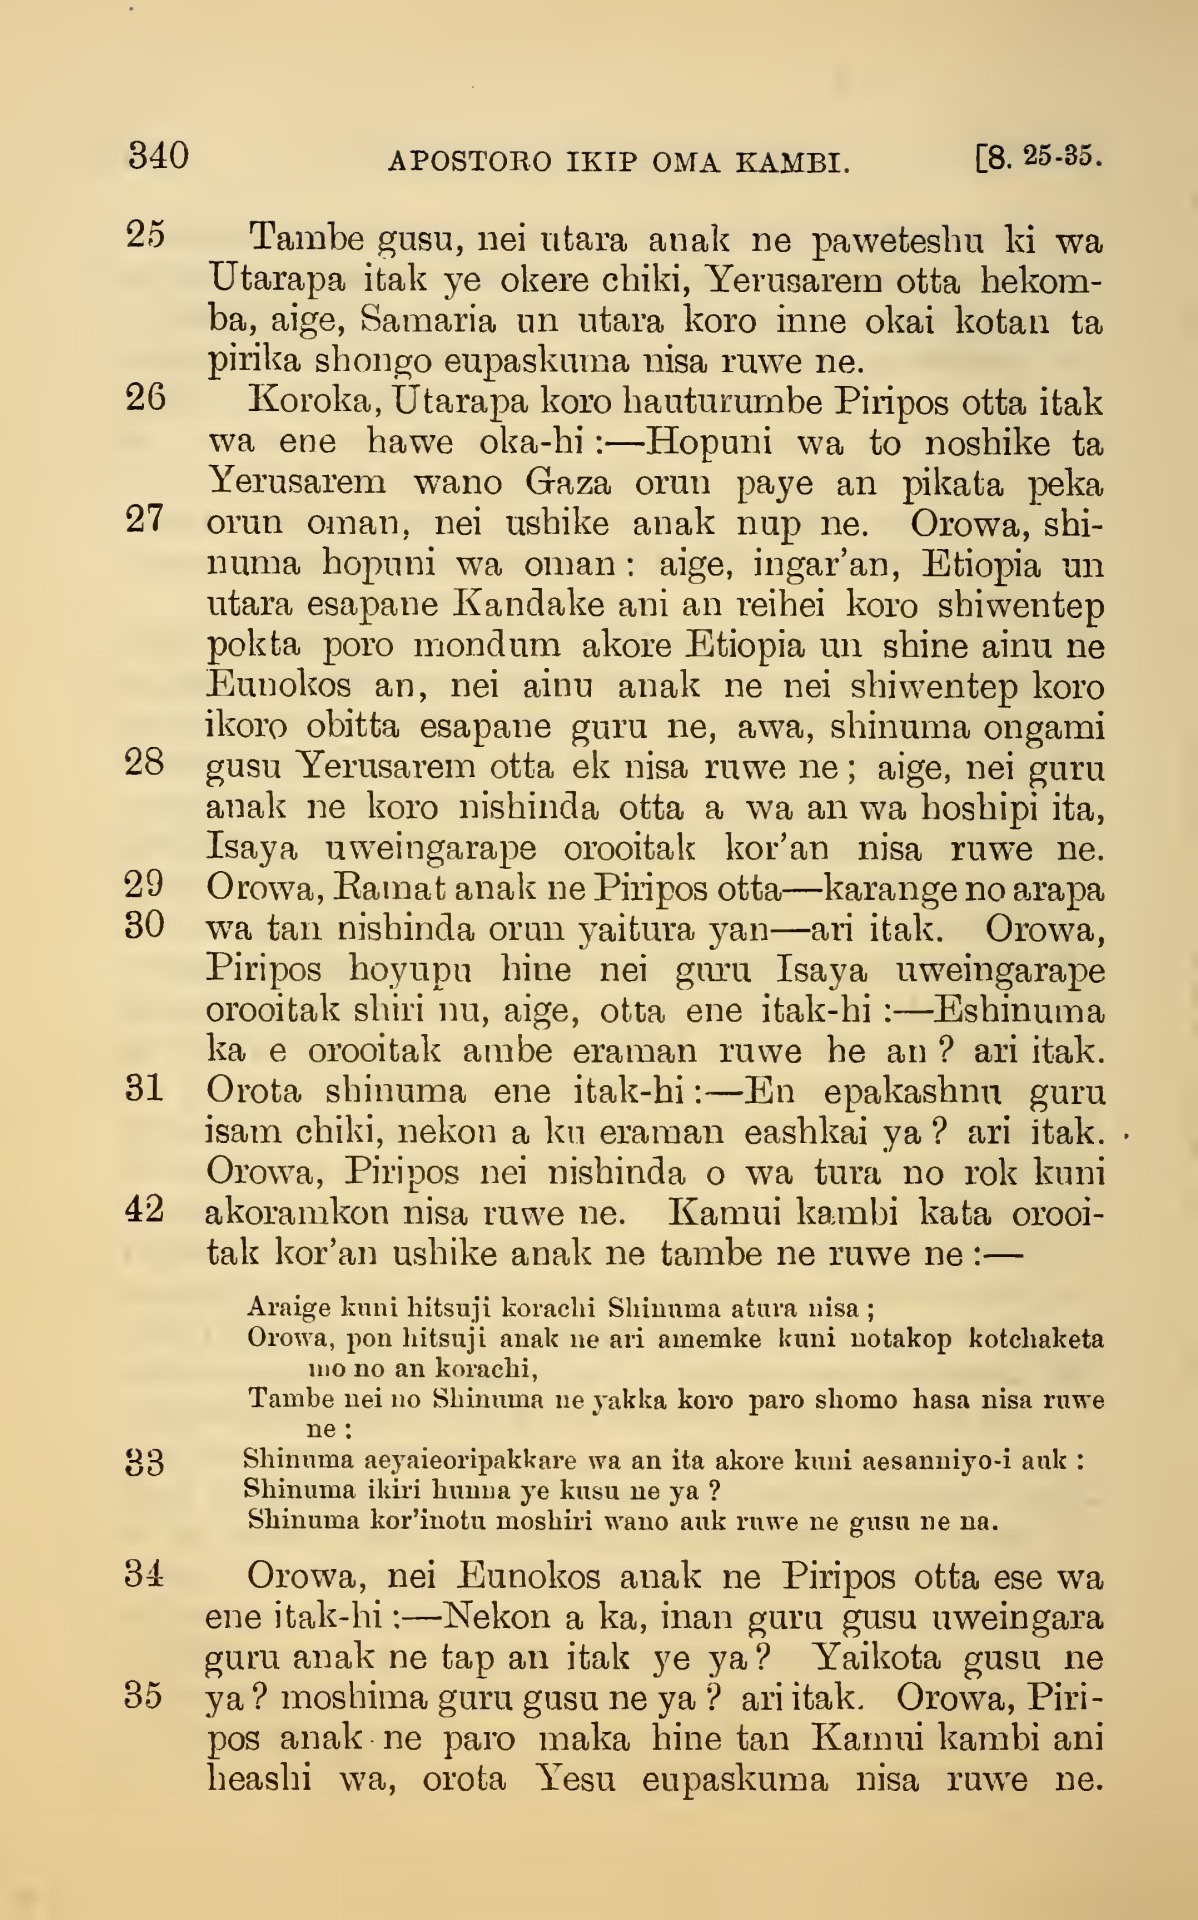 340 APOSTORO IKIP OMA KAMBI. [8. 25-35.
25 Tambe gusu, nei utara anak ne paweteshu ki wa
Utarapa itak ye okere chiki, Yerusarem otta hekom-
ba, aige, Samaria un utara koro inne okai kotan ta
pirika shongo eupaskuma nisa ruwe ne.
26 Koroka, Utarapa koro hauturumbe Piripos otta itak
wa ene hawe oka-hi :—Hopuni wa to noshike ta
Yerusarem wano Gaza orun paye an pikata peka
27 orun oman, nei ushike anak nup ne. Orowa, shi-
numa hopuni wa oman : aige, ingar'an, Etiopia un
utara esapane Kandake ani an reihei koro shiwentep
pokta poro mondum akore Etiopia un shine ainu ne
Eunokos an, nei ainu anak ne nei shiwentep koro
ikoro obitta esapane guru ne, awa, shinuma ongami
28 gusu Yerusarem otta ek nisa ruwe ne ; aige, nei guru
anak ne koro nishinda otta a wa an wa hoshipi ita,
Isaya uweingarape orooitak kor'an nisa ruwe ne.
29 Orowa, Ramat anak ne Piripos otta—karange no arapa
30 wa tan nishinda orun yaitura yan—ari itak. Orowa,
Piripos hoyupu hine nei guru Isaya uweingarape
orooitak shiri nu, aige, otta ene itak-hi :—Eshinuma
ka e orooitak ambe eraman ruwe he an ? ari itak.
31 Orota shinuma ene itak-hi :—En epakashnu guru
isam chiki, nekon a ku eraman eashkai ya ? ari itak.
Orowa, Piripos nei nishinda o wa tura no rok kuni
42 akoramkon nisa ruwe ne. Kamui kambi kata orooi-
tak kor'an ushike anak ne tambe ne ruwe ne :—
Araige kuni hitsuji korachi Shinuma atura nisa ;
Orowa, pon hitsuji anak ne ari amemke kuni notakop kotchaketa
mo no an korachi,
Tambe nei no Shinuma ne yakka koro paro shomo hasa nisa ruwe
ne :
33 Shinuma aeyaieoripakkare wa an ita akore kuni aesanniyo-i auk :
Shinuma ikiri hunna ye kusu ne ya ?
Shinuma kor'inotu moshiri wano auk ruwe ne gusu ne na.
34 Orowa, nei Eunokos anak ne Piripos otta ese wa
ene itak-hi :—Nekon a ka, inan guru gusu uweingara
guru anak ne tap an itak ye ya ? Yaikota gusu ne
35 ya ? moshima guru gusu ne ya ? ari itak. Orowa, Piri-
pos anak ne paro maka hine tan Kamui kambi ani
heashi wa, orota Yesu eupaskuma nisa ruwe ne.